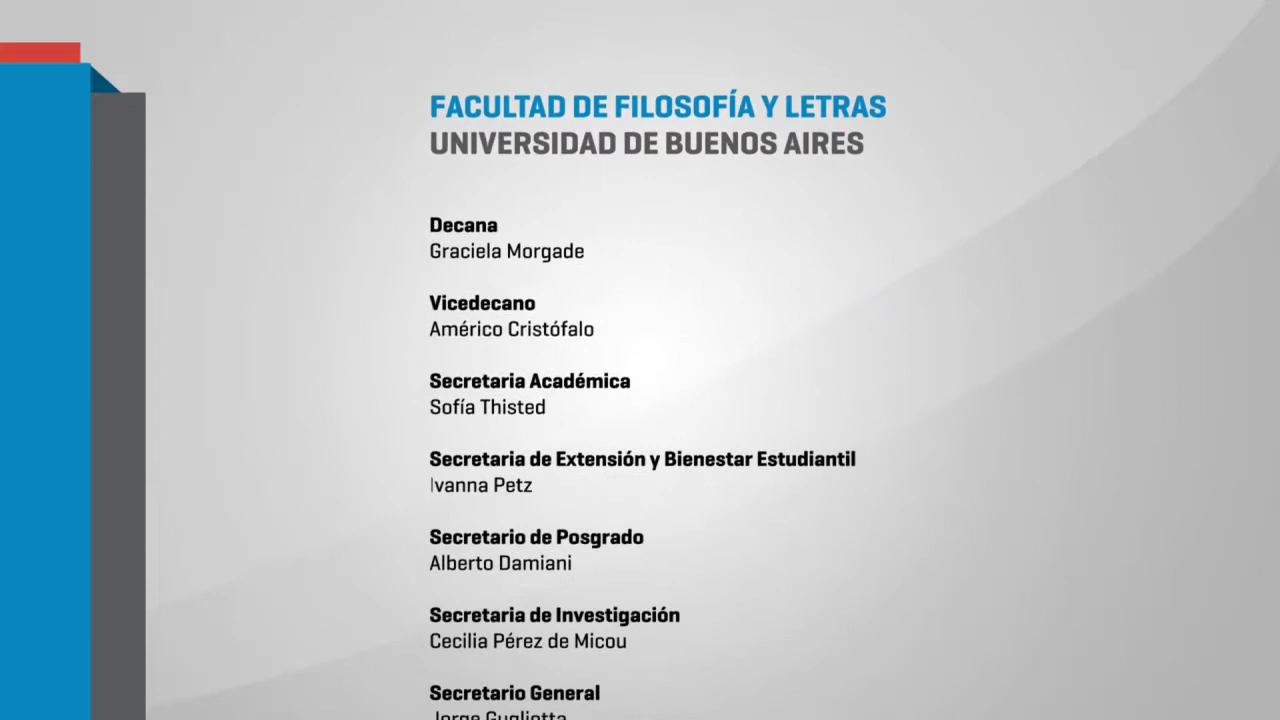 FACULTAD DE FILOSOFÍA Y LETRAS
UNIVERSIDAD DE BUENOS AIRES
Decana
Graciela Morgade
Vicedecano
Américo Cristófalo
Secretaria Académica
Sofía Thisted
Secretaria de Extensión y Bienestar Estudiantil
Ivanna Petz
Secretario de Posgrado
Alberto Damiani
Secretaria de Investigación
Cecilia Pérez de Micou
Secretario General
Jorge Gugliotta